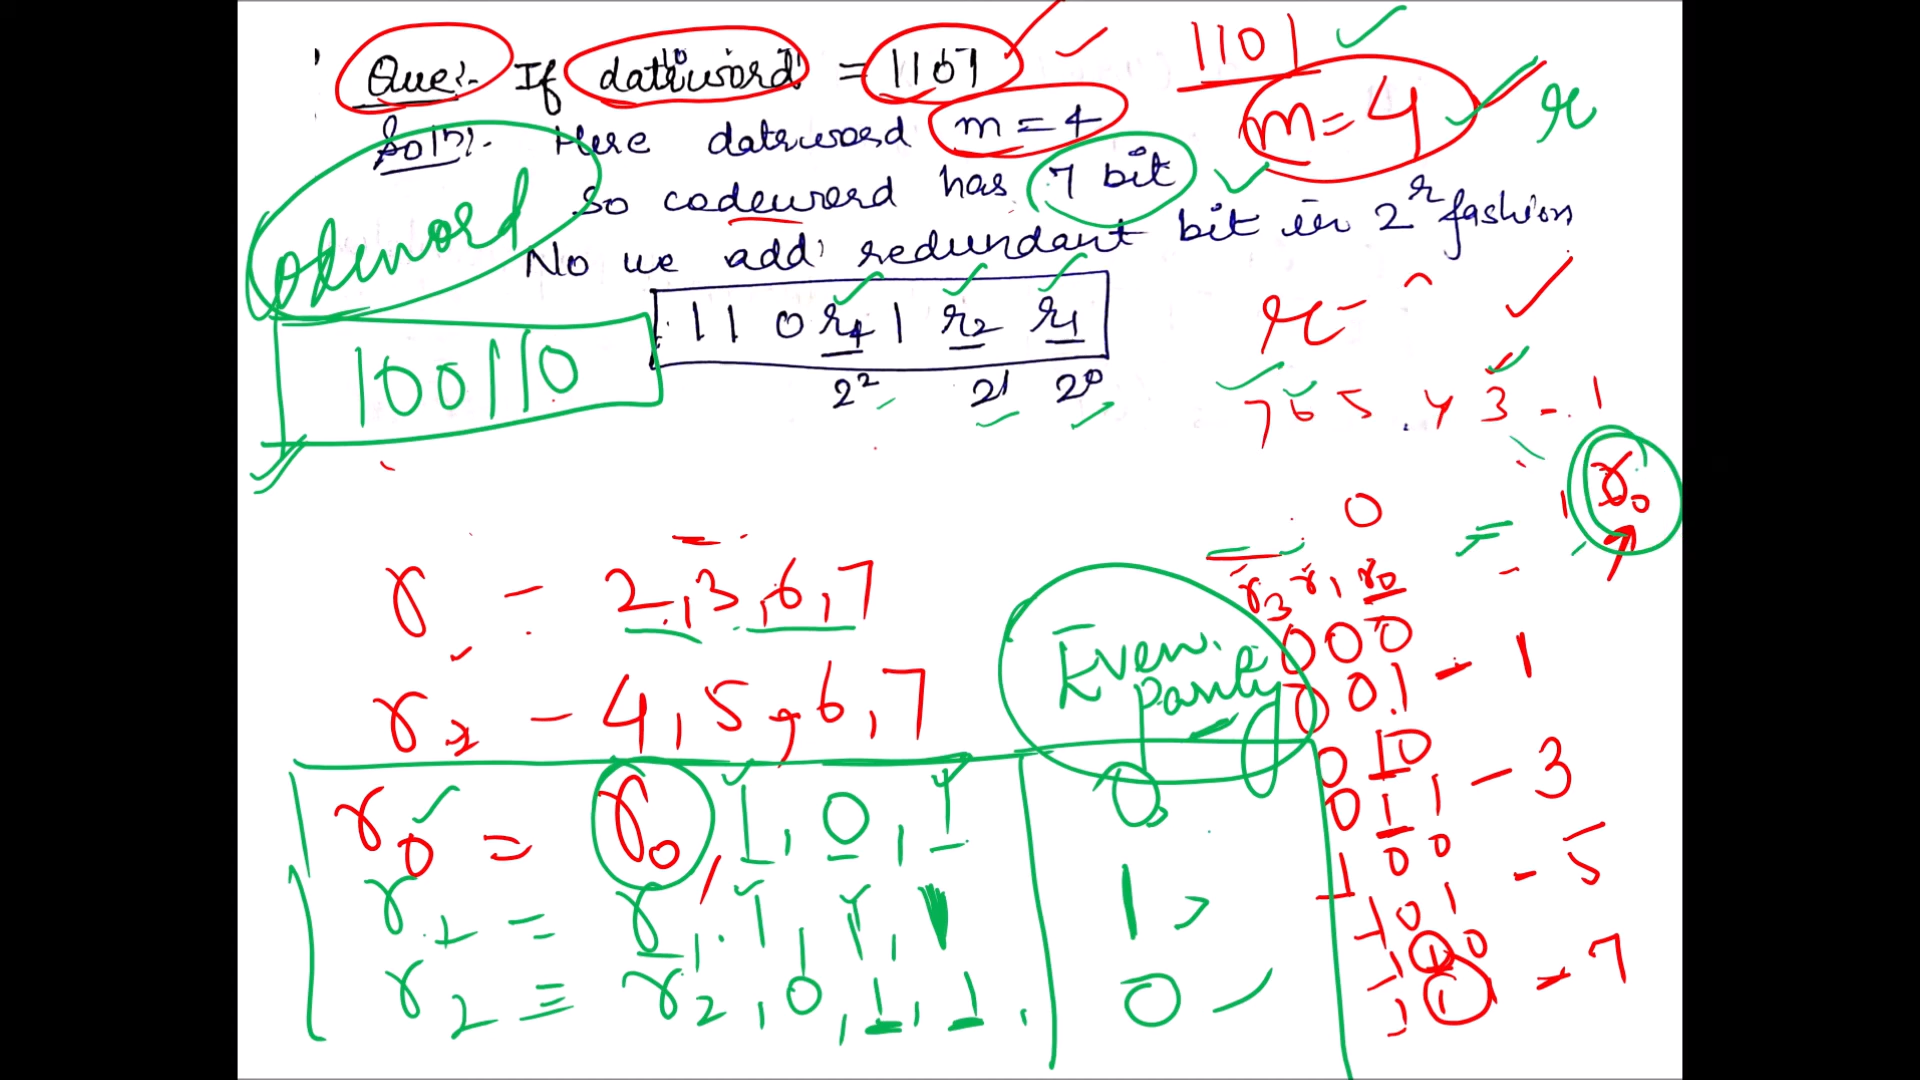 Que:- If dataword = 1101 1101
Soln:- Here dataword m = 4 m = 4 r
so codeword has 7 bit
No we add redundant bit in 2^r fashion
odeword
1 1 0 r4 1 r2 r1
100110
2^2 2^1 2^0
7 6 5 4 3 - 1
0 = r0
r3 r1 r0
r - 2,3,6,7
r2 - 4,5,6,7
Even Parity
000
001 - 1
010
011 - 3
100
101 - 5
110
111 - 7
r0 = r0, 1, 0, 1 0
r1 = r1, 1, 1, 1 1
r2 = r2, 0, 1, 1 0